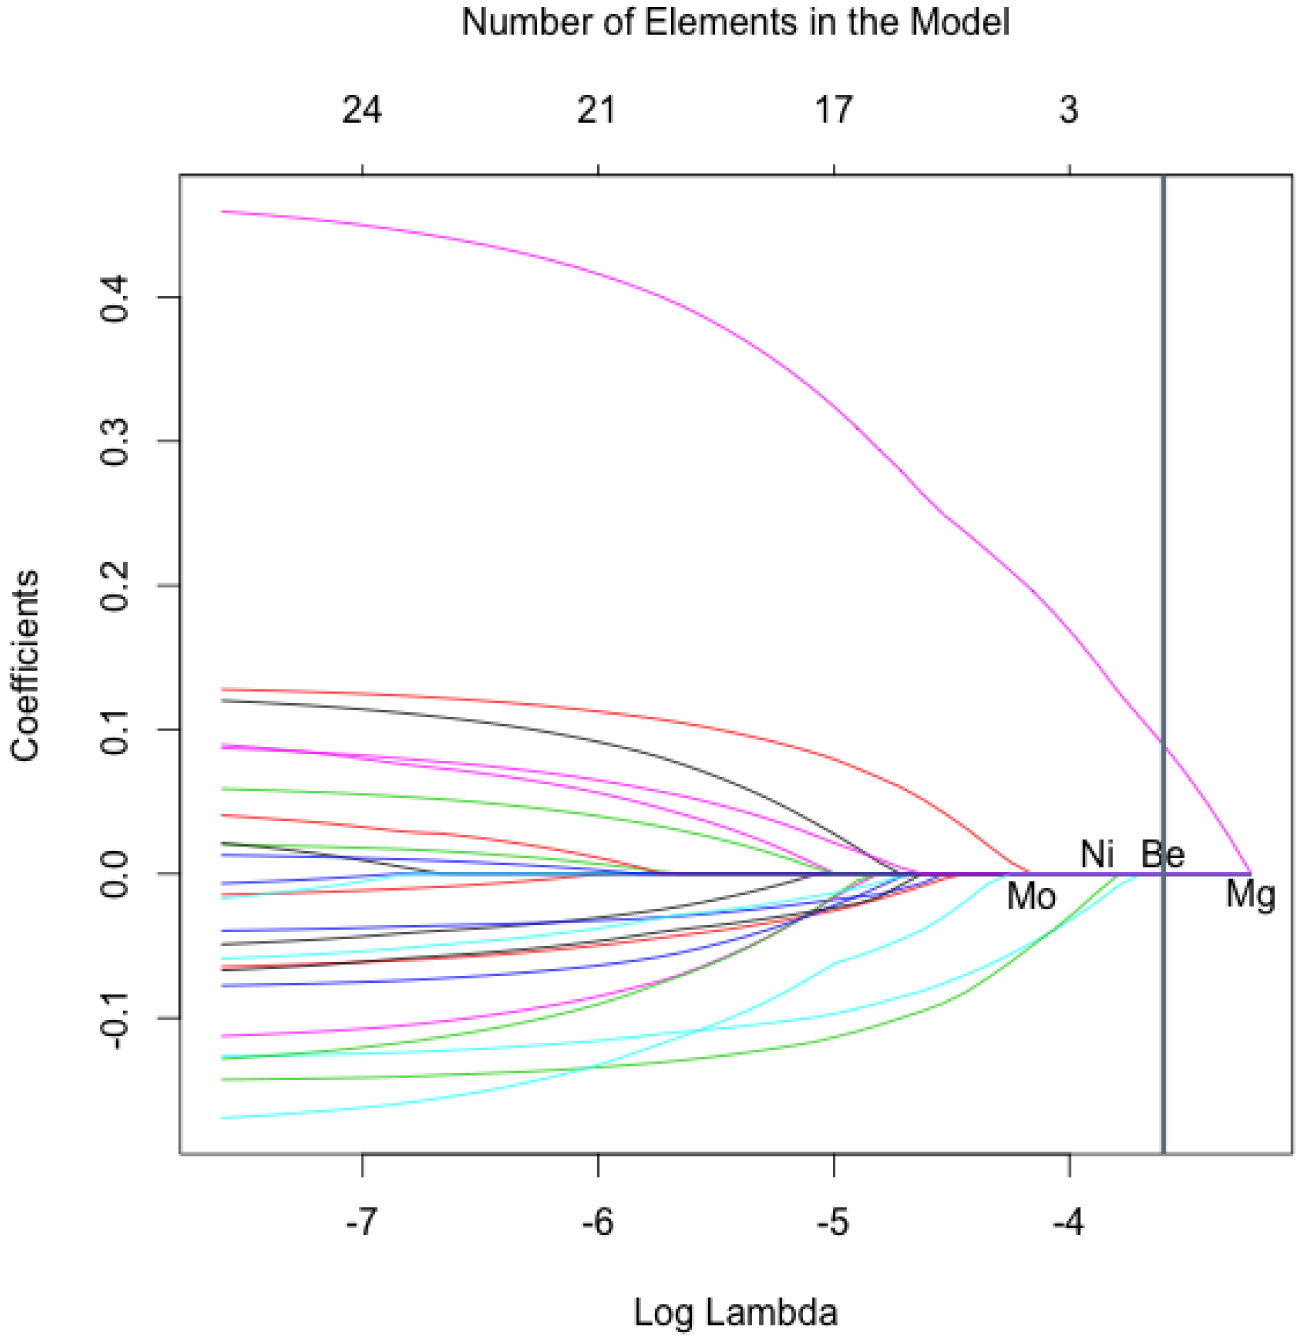 Number of Elements in the Model
24 21 17 3
Coefficients
0.4
0.3
0.2
0.1
0.0
-0.1
Ni Be
Mo Mg
-7 -6 -5 -4
Log Lambda